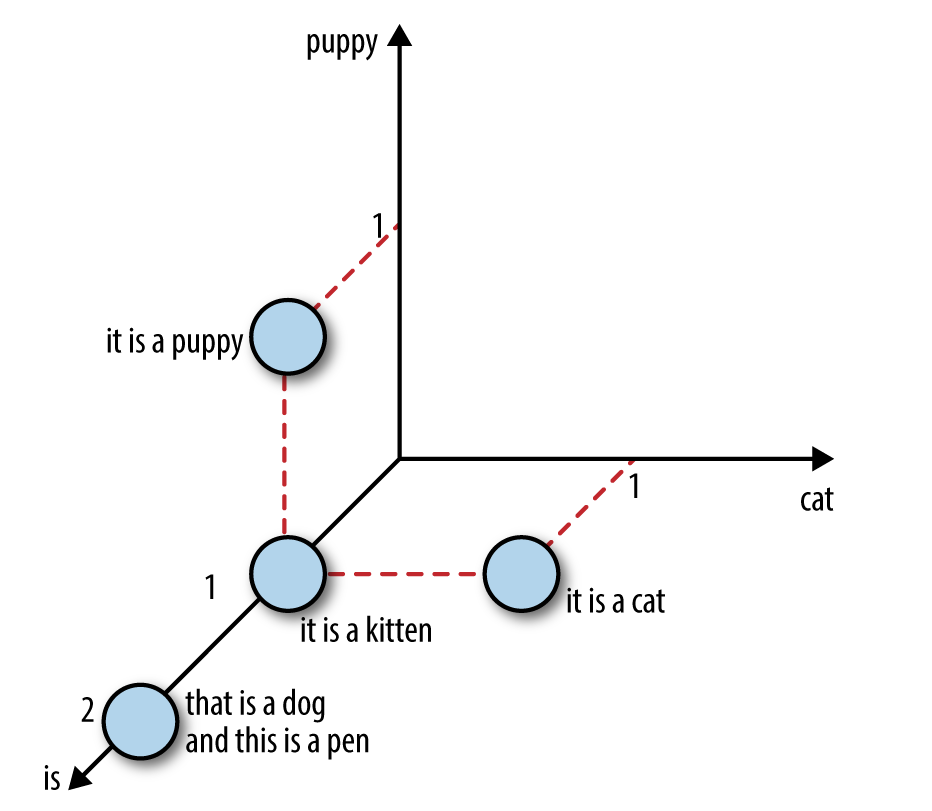 puppy
1
it is a puppy
1
cat
1
it is a cat
it is a kitten
2
that is a dog
and this is a pen
is